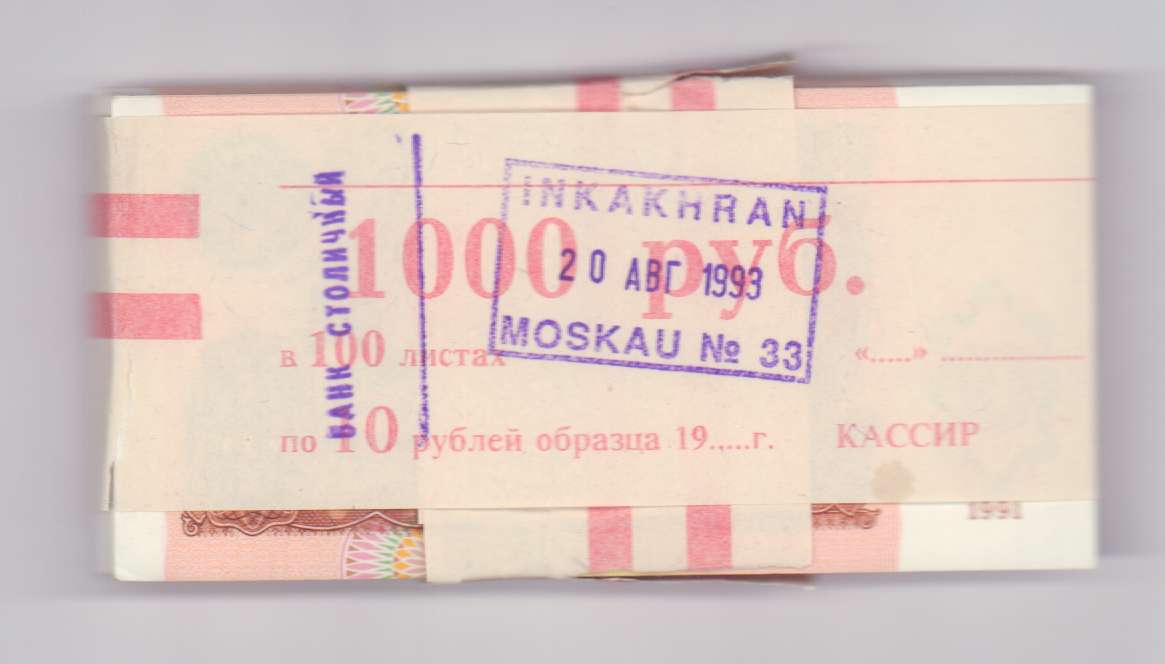 1000 руб.
в 100 листах «.....» ................
по 10 рублей образца 19.....г. КАССИР
БАНК СТОЛИЧНЫЙ
INKAKHRAN
20 АВГ 1993
MOSKAU № 33
1991